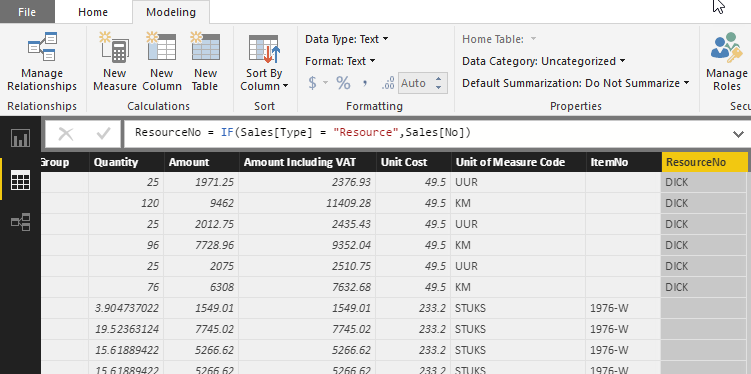 File Home Modeling
Data Type: Text Home Table:
Format: Text Data Category: Uncategorized
$ % , .00 Auto Default Summarization: Do Not Summarize
Manage New New New Sort By Manage
Relationships Measure Column Table Column Roles
Relationships Calculations Sort Formatting Properties Secu
ResourceNo = IF(Sales[Type] = "Resource",Sales[No])
Group Quantity Amount Amount Including VAT Unit Cost Unit of Measure Code ItemNo ResourceNo
25 1971.25 2376.93 49.5 UUR DICK
120 9462 11409.28 49.5 KM DICK
25 2012.75 2435.43 49.5 UUR DICK
96 7728.96 9352.04 49.5 KM DICK
25 2075 2510.75 49.5 UUR DICK
76 6308 7632.68 49.5 KM DICK
3.904737022 1549.01 1549.01 233.2 STUKS 1976-W
19.52363124 7745.02 7745.02 233.2 STUKS 1976-W
15.61889422 5266.62 5266.62 233.2 STUKS 1976-W
15.61889422 5266.62 5266.62 233.2 STUKS 1976-W